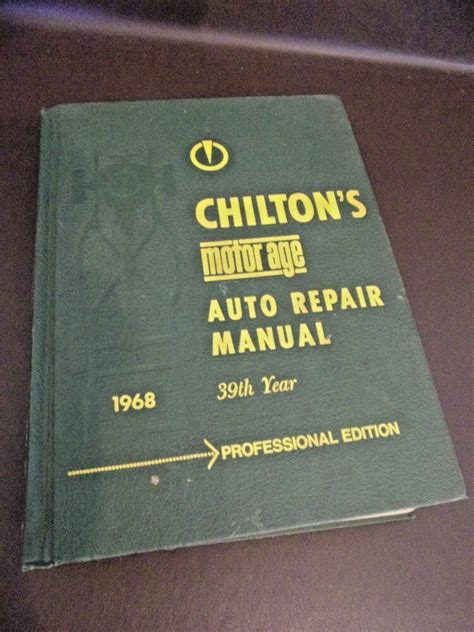 CHILTON'S
motor age
AUTO REPAIR
MANUAL
1968
39th Year
PROFESSIONAL EDITION